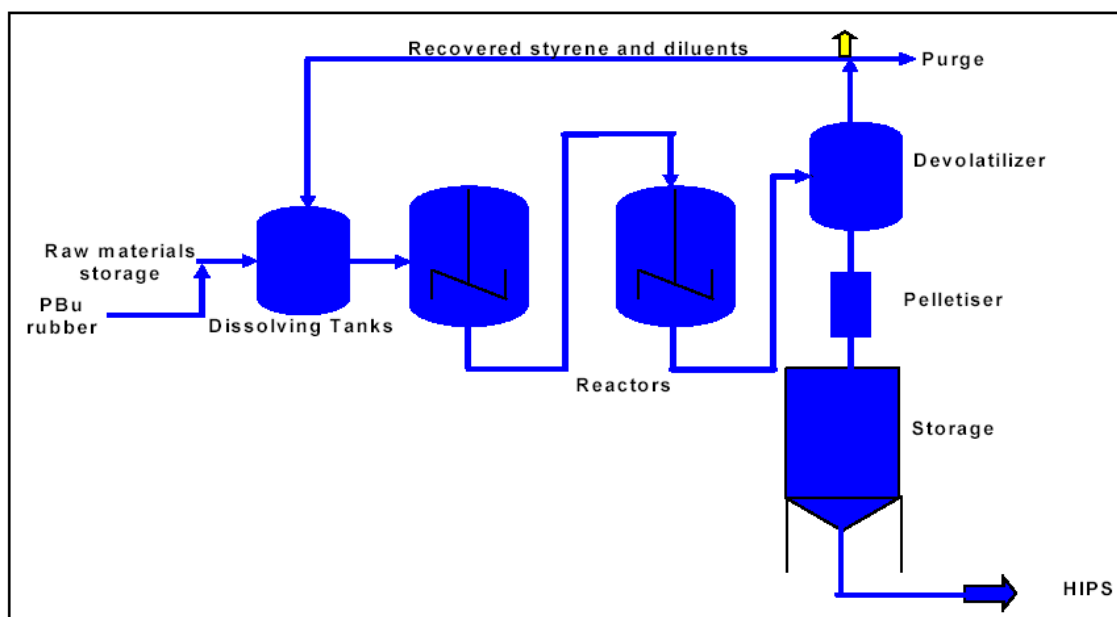 Recovered styrene and diluents
Purge
Devolatilizer
Raw materials
storage
PBu
rubber
Dissolving Tanks
Pelletiser
Reactors
Storage
HIPS